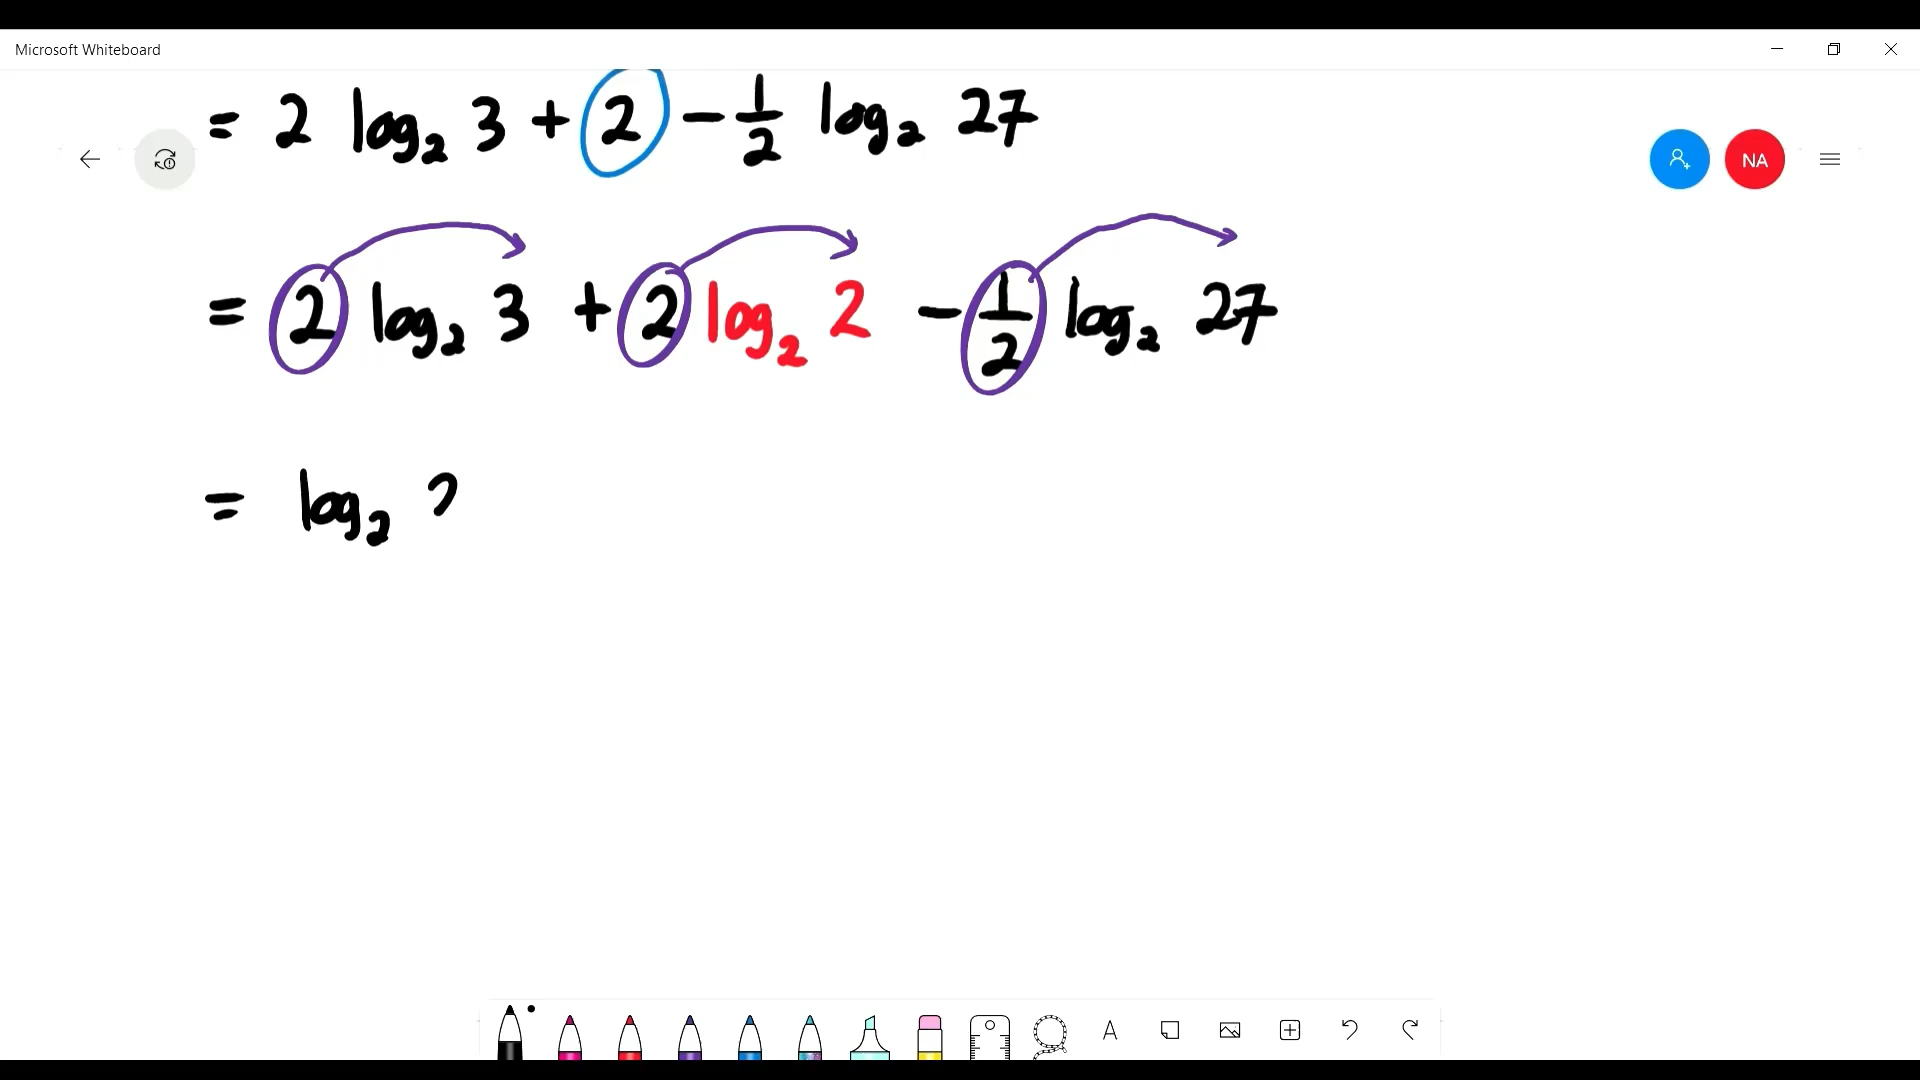 Microsoft Whiteboard
= 2 log₂ 3 + 2 - 1/2 log₂ 27
NA
= 2 log₂ 3 + 2 log₂ 2 - 1/2 log₂ 27
= log₂